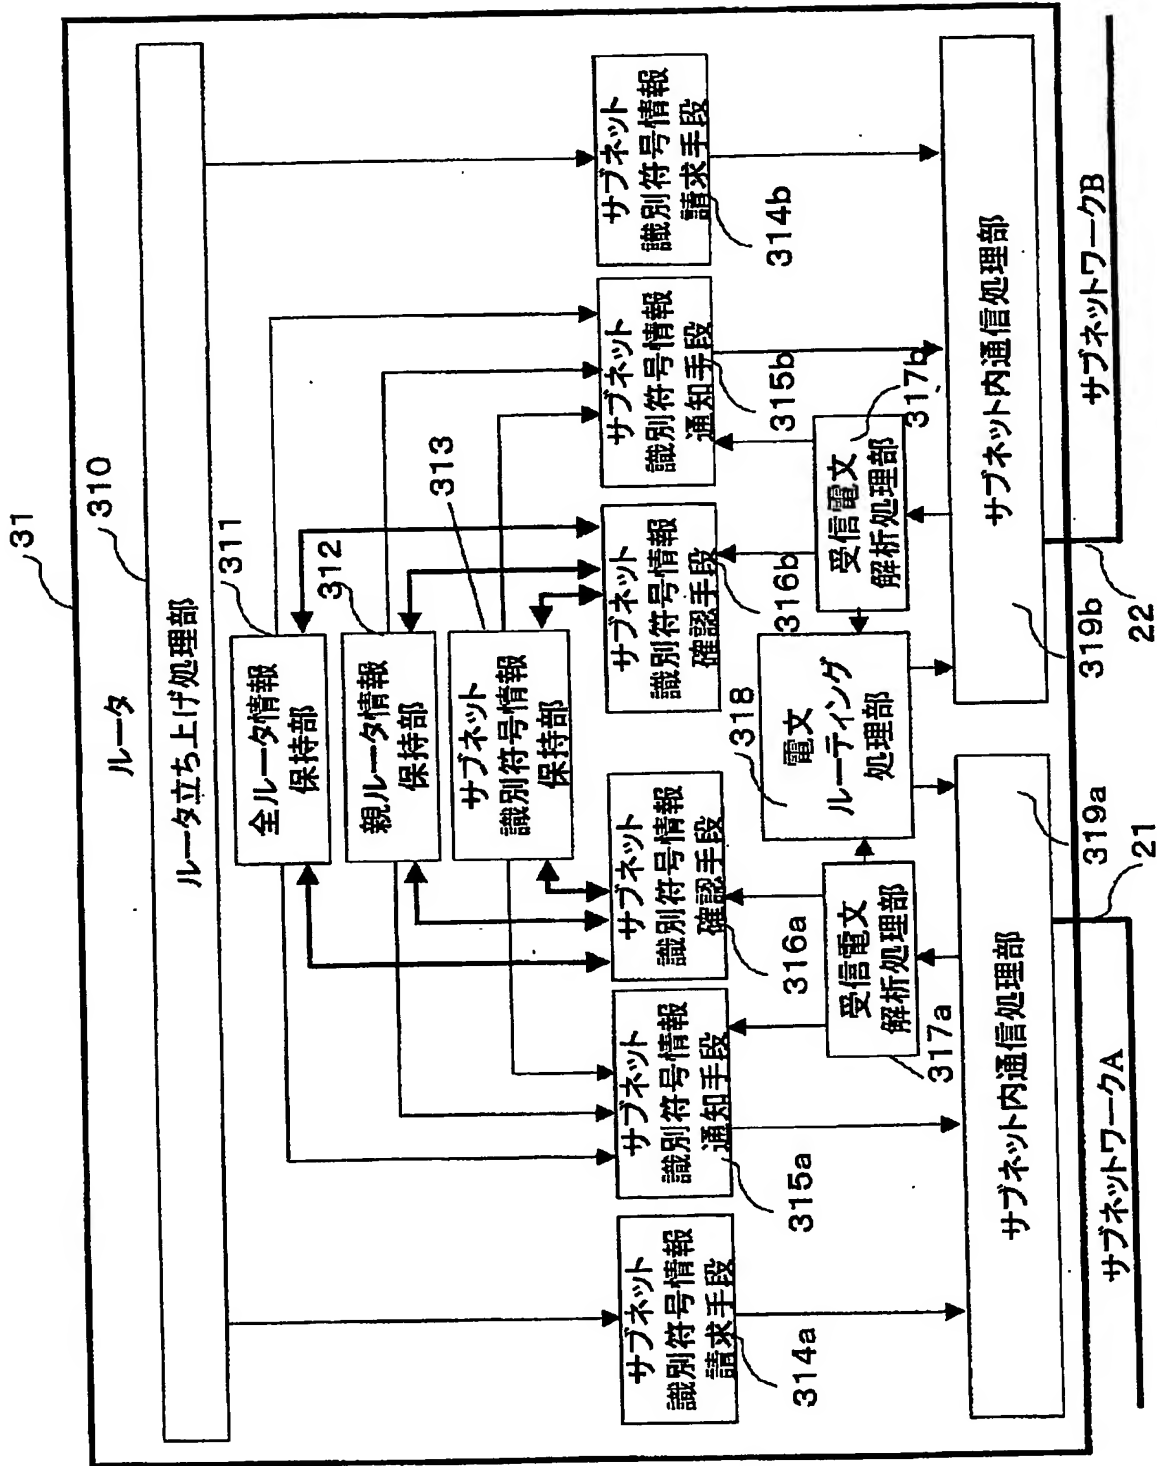 31
ルータ
310
ルータ立ち上げ処理部
311
全ルータ情報
保持部
312
親ルータ情報
保持部
313
サブネット
識別符号情報
保持部
サブネット
識別符号情報
請求手段
314a
サブネット
識別符号情報
通知手段
315a
サブネット
識別符号情報
確認手段
316a
サブネット
識別符号情報
確認手段
316b
サブネット
識別符号情報
通知手段
315b
サブネット
識別符号情報
請求手段
314b
受信電文
解析処理部
317a
318
電文
ルーティング
処理部
受信電文
解析処理部
317b
サブネット内通信処理部
319a
サブネット内通信処理部
319b
サブネットワークA
21
22
サブネットワークB